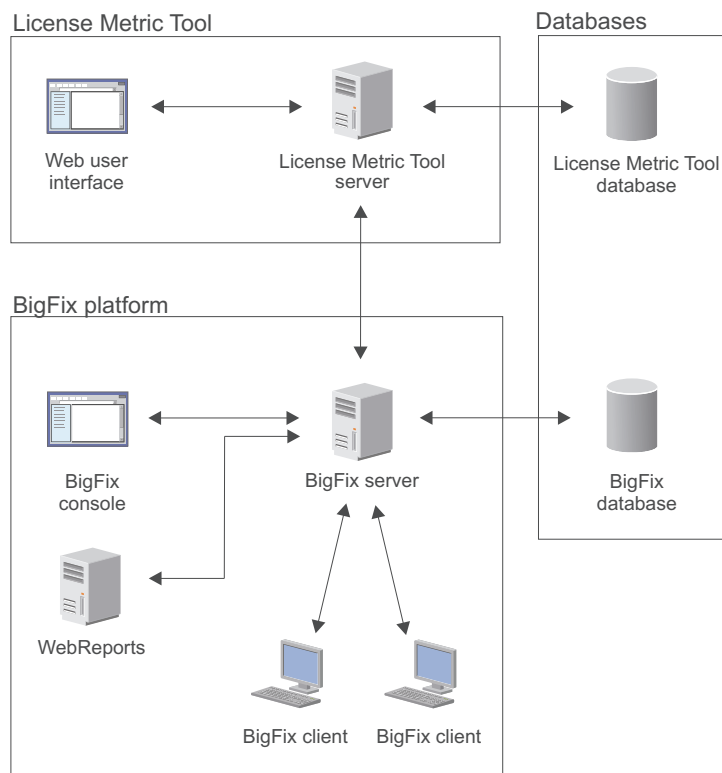 License Metric Tool
Databases
Web user
interface
License Metric Tool
server
License Metric Tool
database
BigFix platform
BigFix
console
BigFix server
BigFix
database
WebReports
BigFix client
BigFix client